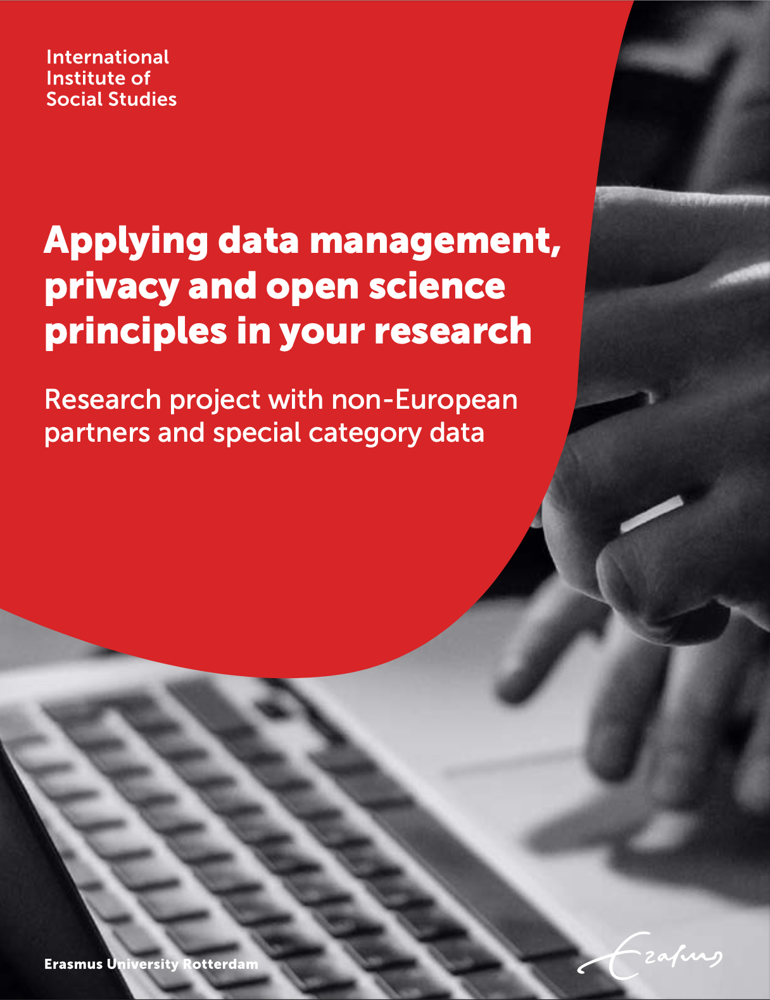 International
Institute of
Social Studies
Applying data management,
privacy and open science
principles in your research
Research project with non-European
partners and special category data
Erasmus University Rotterdam
Erasmus